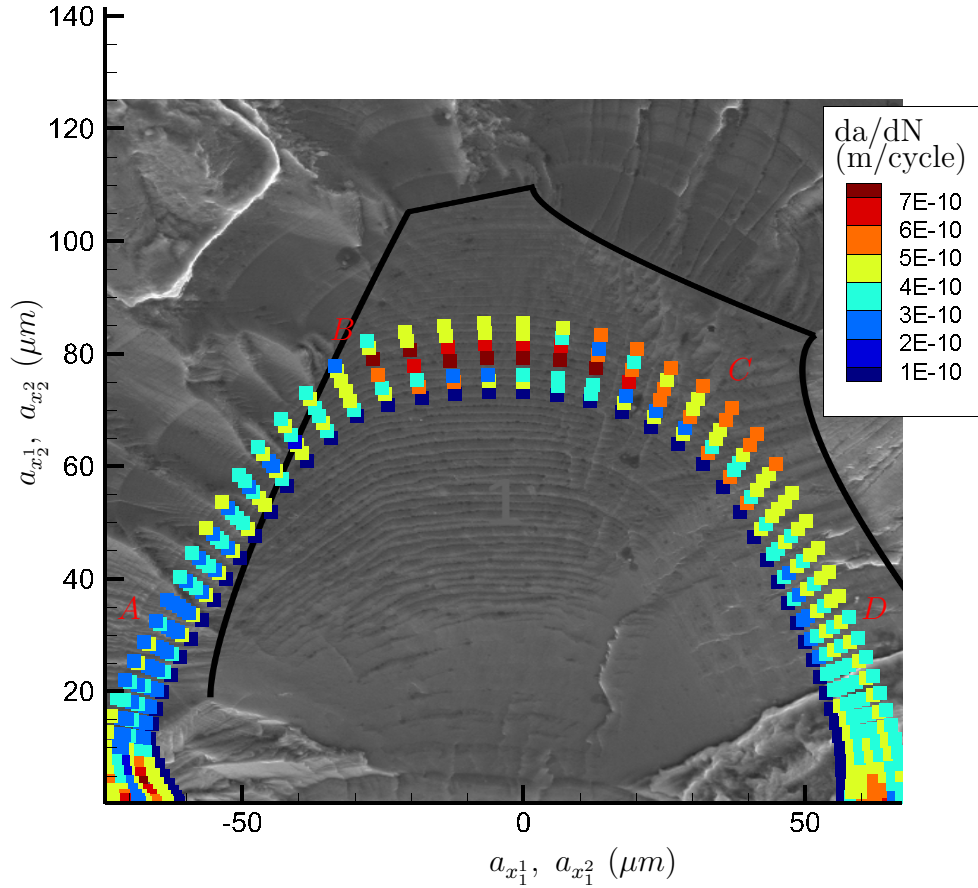 140
120
100
80
60
40
20
-50
0
50
a_{x_2^1}, a_{x_2^2} (μm)
a_{x_1^1}, a_{x_1^2} (μm)
A
B
C
D
da/dN
(m/cycle)
7E-10
6E-10
5E-10
4E-10
3E-10
2E-10
1E-10